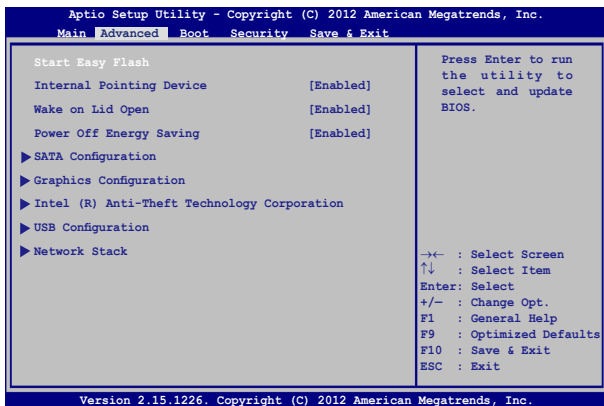 Aptio Setup Utility - Copyright (C) 2012 American Megatrends, Inc.
Main Advanced Boot Security Save & Exit
Start Easy Flash
Internal Pointing Device [Enabled]
Wake on Lid Open [Enabled]
Power Off Energy Saving [Enabled]
SATA Configuration
Graphics Configuration
Intel (R) Anti-Theft Technology Corporation
USB Configuration
Network Stack
Press Enter to run
the utility to
select and update
BIOS.
→← : Select Screen
↑↓ : Select Item
Enter: Select
+/— : Change Opt.
F1 : General Help
F9 : Optimized Defaults
F10 : Save & Exit
ESC : Exit
Version 2.15.1226. Copyright (C) 2012 American Megatrends, Inc.